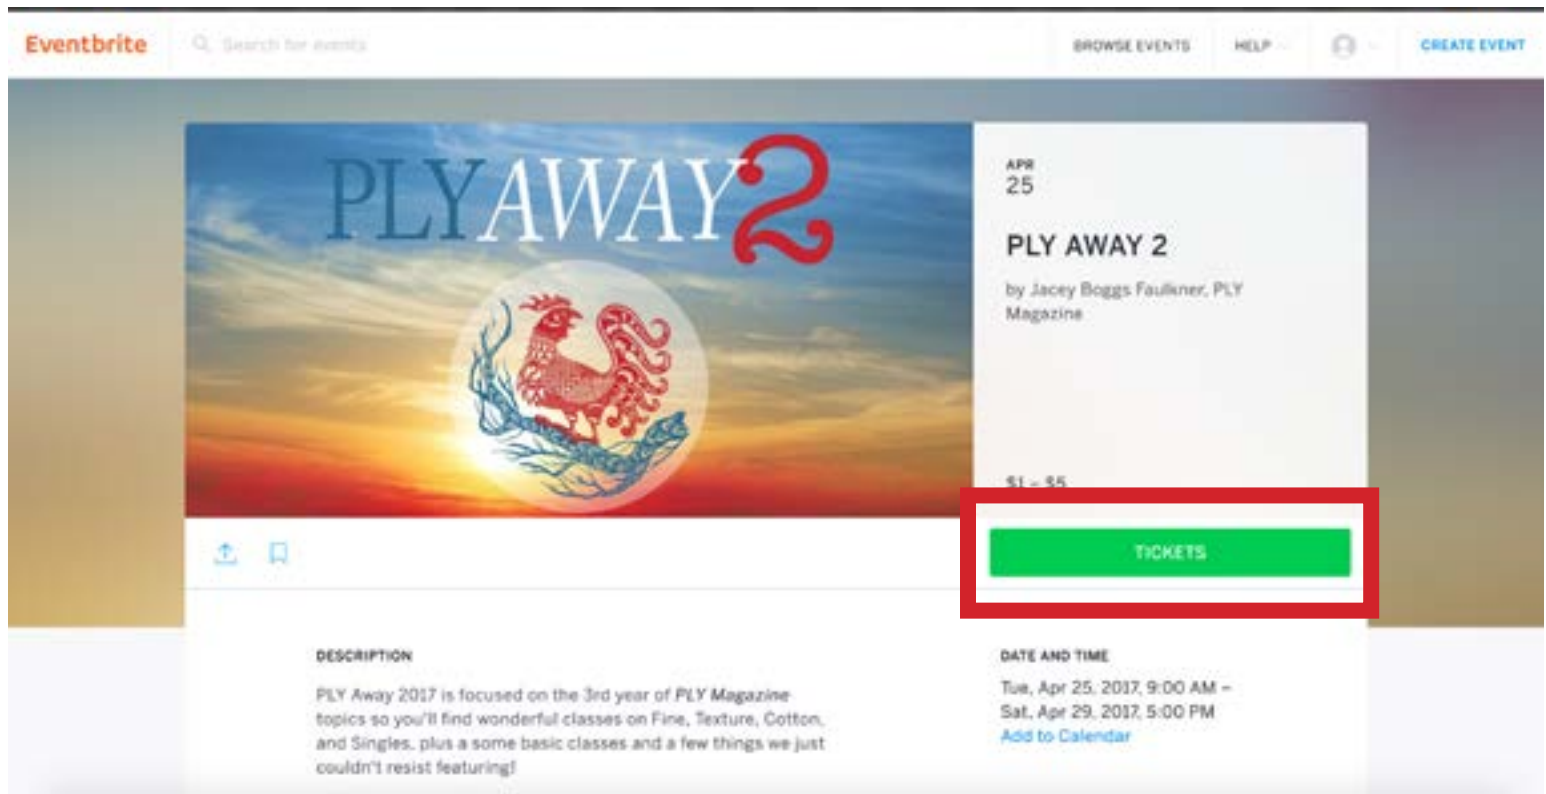 Eventbrite
Search for events
BROWSE EVENTS
HELP
CREATE EVENT
PLYAWAY2
APR
25
PLY AWAY 2
by Jacey Boggs Faulkner, PLY
Magazine
$1 – $5
TICKETS
DESCRIPTION
PLY Away 2017 is focused on the 3rd year of PLY Magazine
topics so you'll find wonderful classes on Fine, Texture, Cotton,
and Singles, plus a some basic classes and a few things we just
couldn't resist featuring!
DATE AND TIME
Tue, Apr 25, 2017, 9:00 AM –
Sat, Apr 29, 2017, 5:00 PM
Add to Calendar